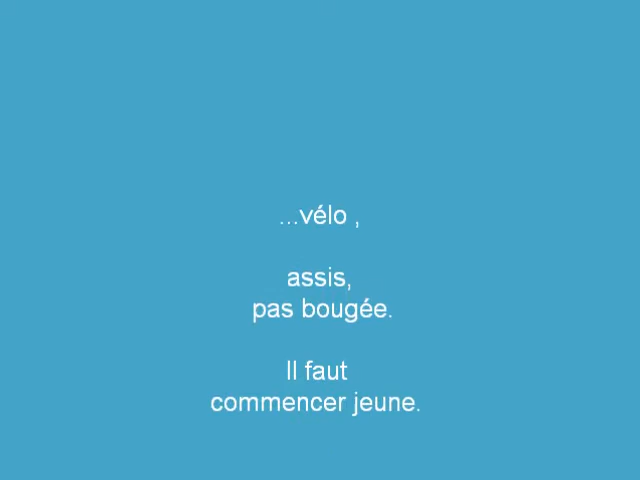 ...vélo ,
assis,
pas bougée.
Il faut
commencer jeune.